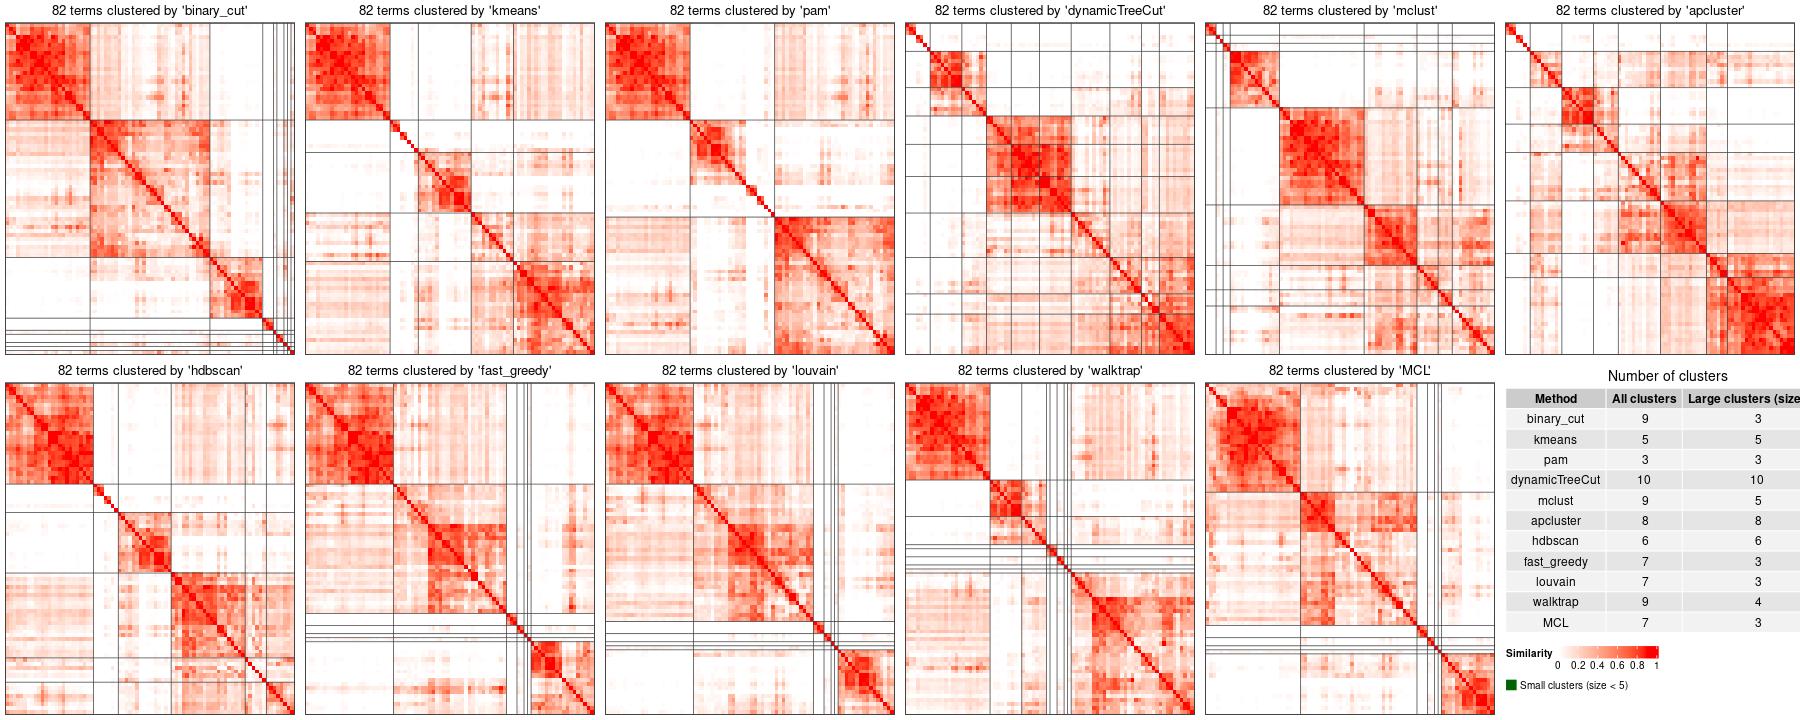 82 terms clustered by 'binary_cut'
82 terms clustered by 'kmeans'
82 terms clustered by 'pam'
82 terms clustered by 'dynamicTreeCut'
82 terms clustered by 'mclust'
82 terms clustered by 'apcluster'
82 terms clustered by 'hdbscan'
82 terms clustered by 'fast_greedy'
82 terms clustered by 'louvain'
82 terms clustered by 'walktrap'
82 terms clustered by 'MCL'
Number of clusters
Method All clusters Large clusters (size
binary_cut 9 3
kmeans 5 5
pam 3 3
dynamicTreeCut 10 10
mclust 9 5
apcluster 8 8
hdbscan 6 6
fast_greedy 7 3
louvain 7 3
walktrap 9 4
MCL 7 3
Similarity
0 0.2 0.4 0.6 0.8 1
Small clusters (size < 5)